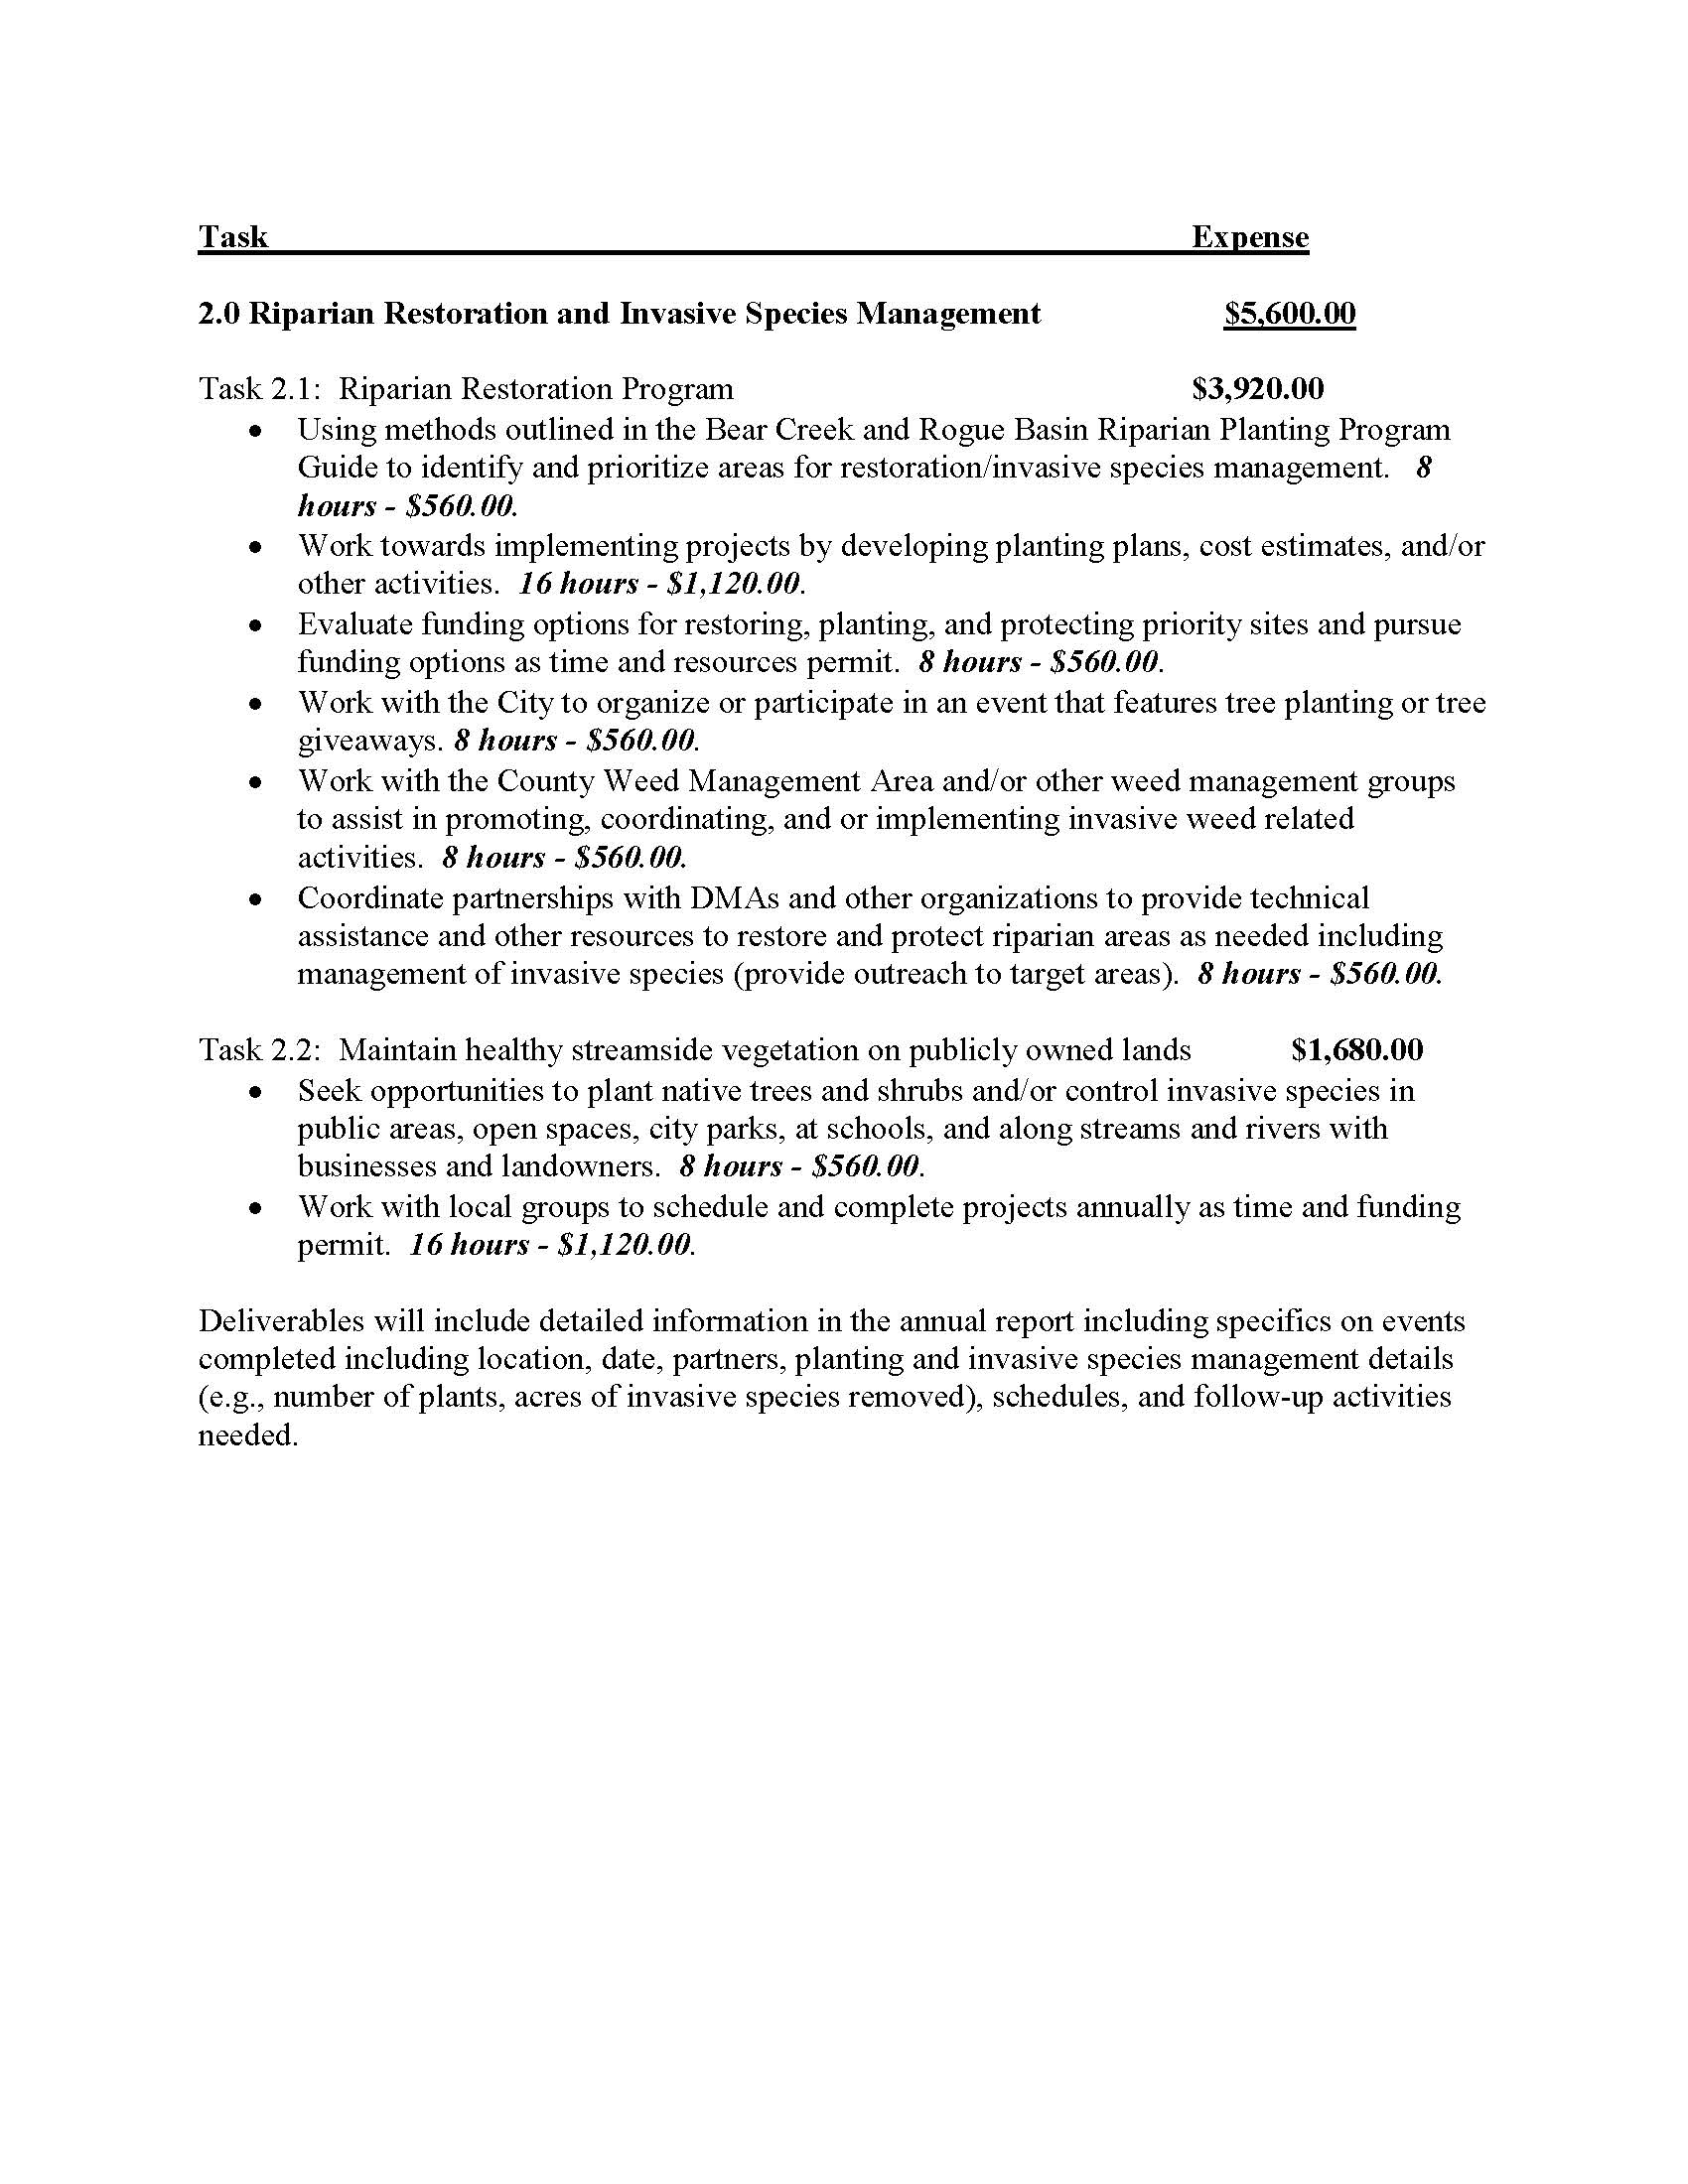 Task Expense
2.0 Riparian Restoration and Invasive Species Management $5,600.00
Task 2.1:  Riparian Restoration Program $3,920.00
• Using methods outlined in the Bear Creek and Rogue Basin Riparian Planting Program
Guide to identify and prioritize areas for restoration/invasive species management.   8
hours - $560.00.
• Work towards implementing projects by developing planting plans, cost estimates, and/or
other activities.  16 hours - $1,120.00.
• Evaluate funding options for restoring, planting, and protecting priority sites and pursue
funding options as time and resources permit.  8 hours - $560.00.
• Work with the City to organize or participate in an event that features tree planting or tree
giveaways. 8 hours - $560.00.
• Work with the County Weed Management Area and/or other weed management groups
to assist in promoting, coordinating, and or implementing invasive weed related
activities.  8 hours - $560.00.
• Coordinate partnerships with DMAs and other organizations to provide technical
assistance and other resources to restore and protect riparian areas as needed including
management of invasive species (provide outreach to target areas).  8 hours - $560.00.
Task 2.2:  Maintain healthy streamside vegetation on publicly owned lands $1,680.00
• Seek opportunities to plant native trees and shrubs and/or control invasive species in
public areas, open spaces, city parks, at schools, and along streams and rivers with
businesses and landowners.  8 hours - $560.00.
• Work with local groups to schedule and complete projects annually as time and funding
permit.  16 hours - $1,120.00.
Deliverables will include detailed information in the annual report including specifics on events
completed including location, date, partners, planting and invasive species management details
(e.g., number of plants, acres of invasive species removed), schedules, and follow-up activities
needed.